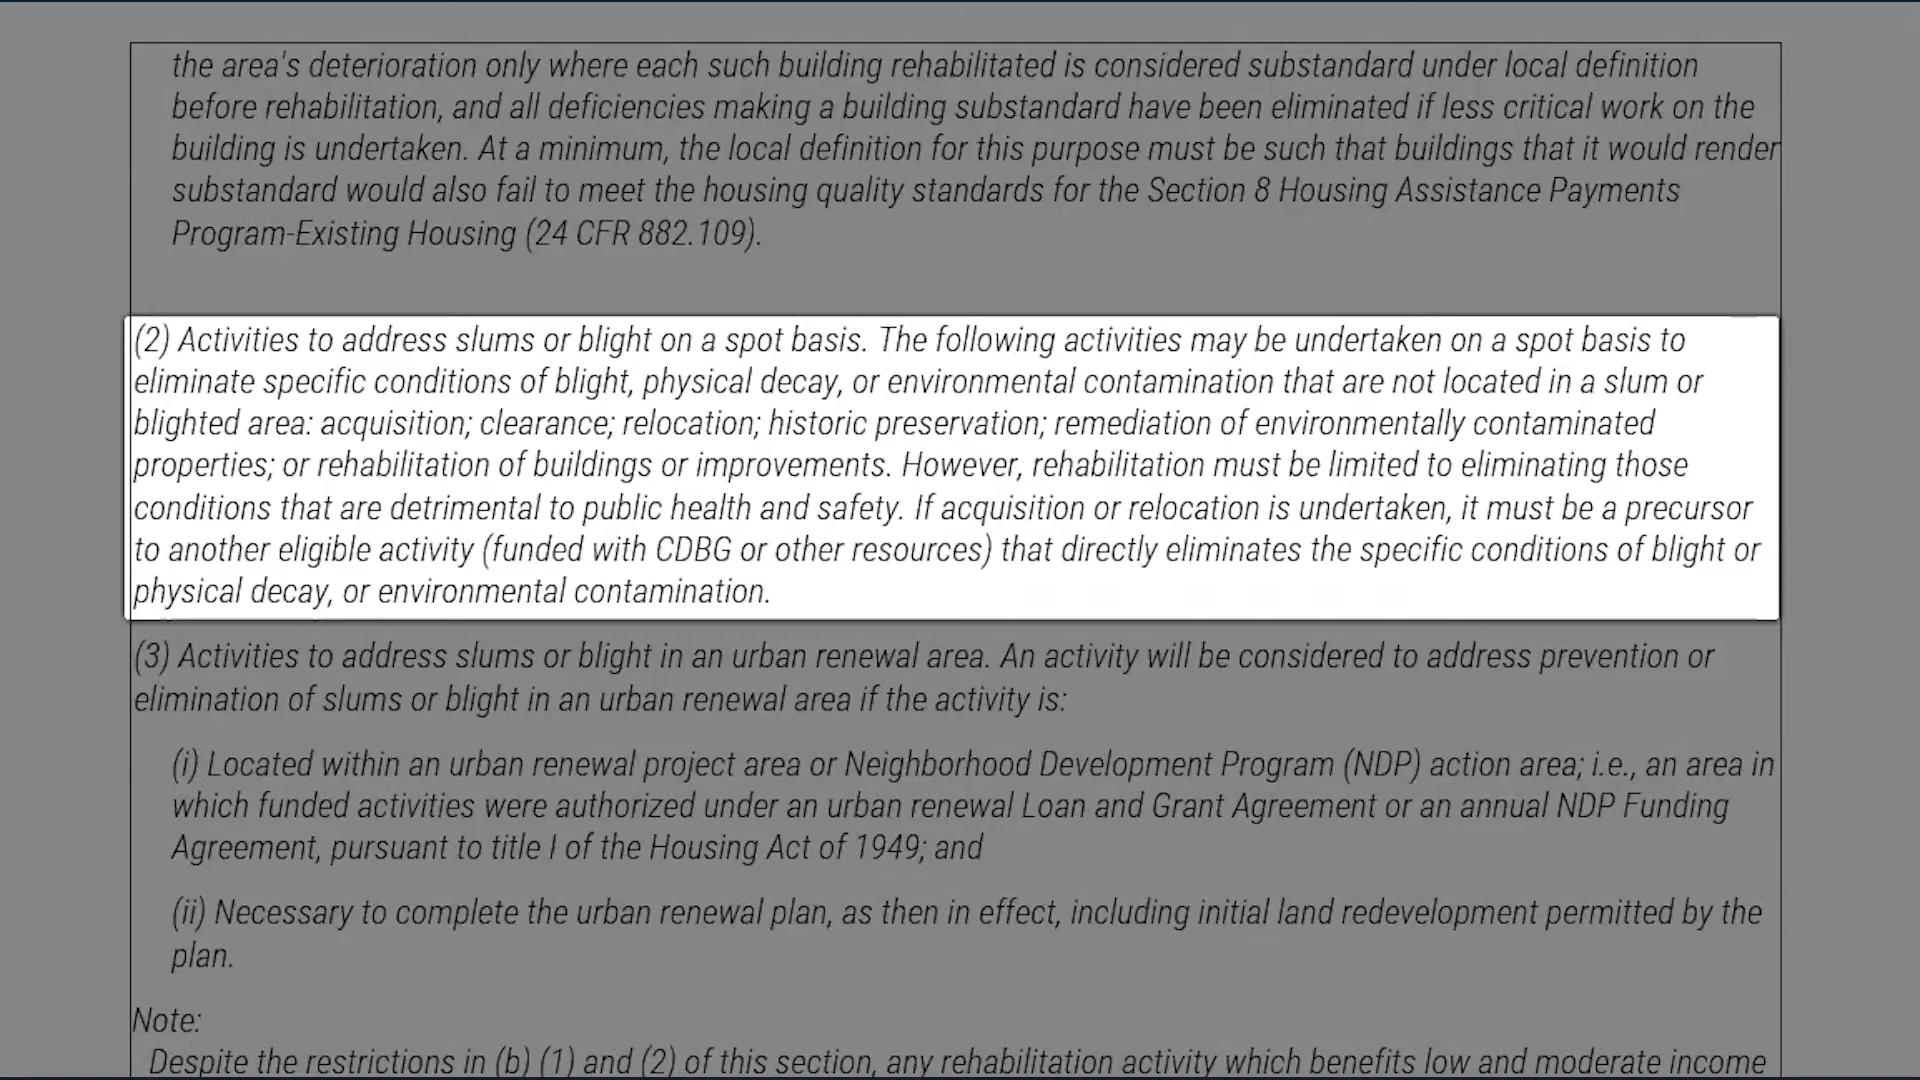 the area's deterioration only where each such building rehabilitated is considered substandard under local definition
before rehabilitation, and all deficiencies making a building substandard have been eliminated if less critical work on the
building is undertaken. At a minimum, the local definition for this purpose must be such that buildings that it would render
substandard would also fail to meet the housing quality standards for the Section 8 Housing Assistance Payments
Program-Existing Housing (24 CFR 882.109).
(2) Activities to address slums or blight on a spot basis. The following activities may be undertaken on a spot basis to
eliminate specific conditions of blight, physical decay, or environmental contamination that are not located in a slum or
blighted area: acquisition; clearance; relocation; historic preservation; remediation of environmentally contaminated
properties; or rehabilitation of buildings or improvements. However, rehabilitation must be limited to eliminating those
conditions that are detrimental to public health and safety. If acquisition or relocation is undertaken, it must be a precursor
to another eligible activity (funded with CDBG or other resources) that directly eliminates the specific conditions of blight or
physical decay, or environmental contamination.
(3) Activities to address slums or blight in an urban renewal area. An activity will be considered to address prevention or
elimination of slums or blight in an urban renewal area if the activity is:
(i) Located within an urban renewal project area or Neighborhood Development Program (NDP) action area; i.e., an area in
which funded activities were authorized under an urban renewal Loan and Grant Agreement or an annual NDP Funding
Agreement, pursuant to title I of the Housing Act of 1949; and
(ii) Necessary to complete the urban renewal plan, as then in effect, including initial land redevelopment permitted by the
plan.
Note:
Despite the restrictions in (b) (1) and (2) of this section, any rehabilitation activity which benefits low and moderate income